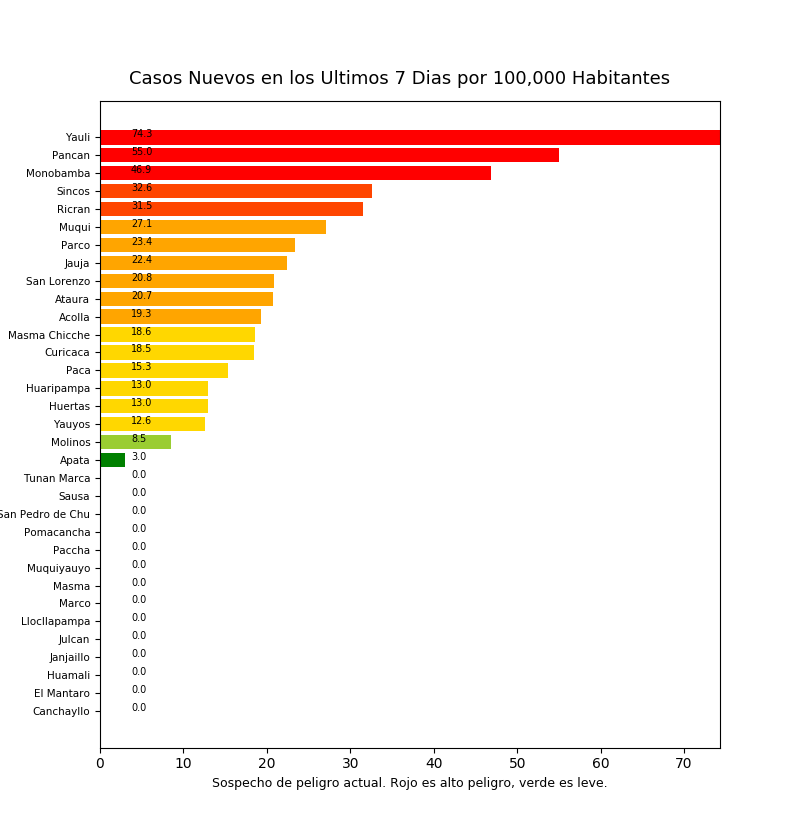 Casos Nuevos en los Ultimos 7 Dias por 100,000 Habitantes
Yauli 74.3
Pancan 55.0
Monobamba 46.9
Sincos 32.6
Ricran 31.5
Muqui 27.1
Parco 23.4
Jauja 22.4
San Lorenzo 20.8
Ataura 20.7
Acolla 19.3
Masma Chicche 18.6
Curicaca 18.5
Paca 15.3
Huaripampa 13.0
Huertas 13.0
Yauyos 12.6
Molinos 8.5
Apata 3.0
Tunan Marca 0.0
Sausa 0.0
San Pedro de Chu 0.0
Pomacancha 0.0
Paccha 0.0
Muquiyauyo 0.0
Masma 0.0
Marco 0.0
Llocllapampa 0.0
Julcan 0.0
Janjaillo 0.0
Huamali 0.0
El Mantaro 0.0
Canchayllo 0.0
0 10 20 30 40 50 60 70
Sospecho de peligro actual. Rojo es alto peligro, verde es leve.